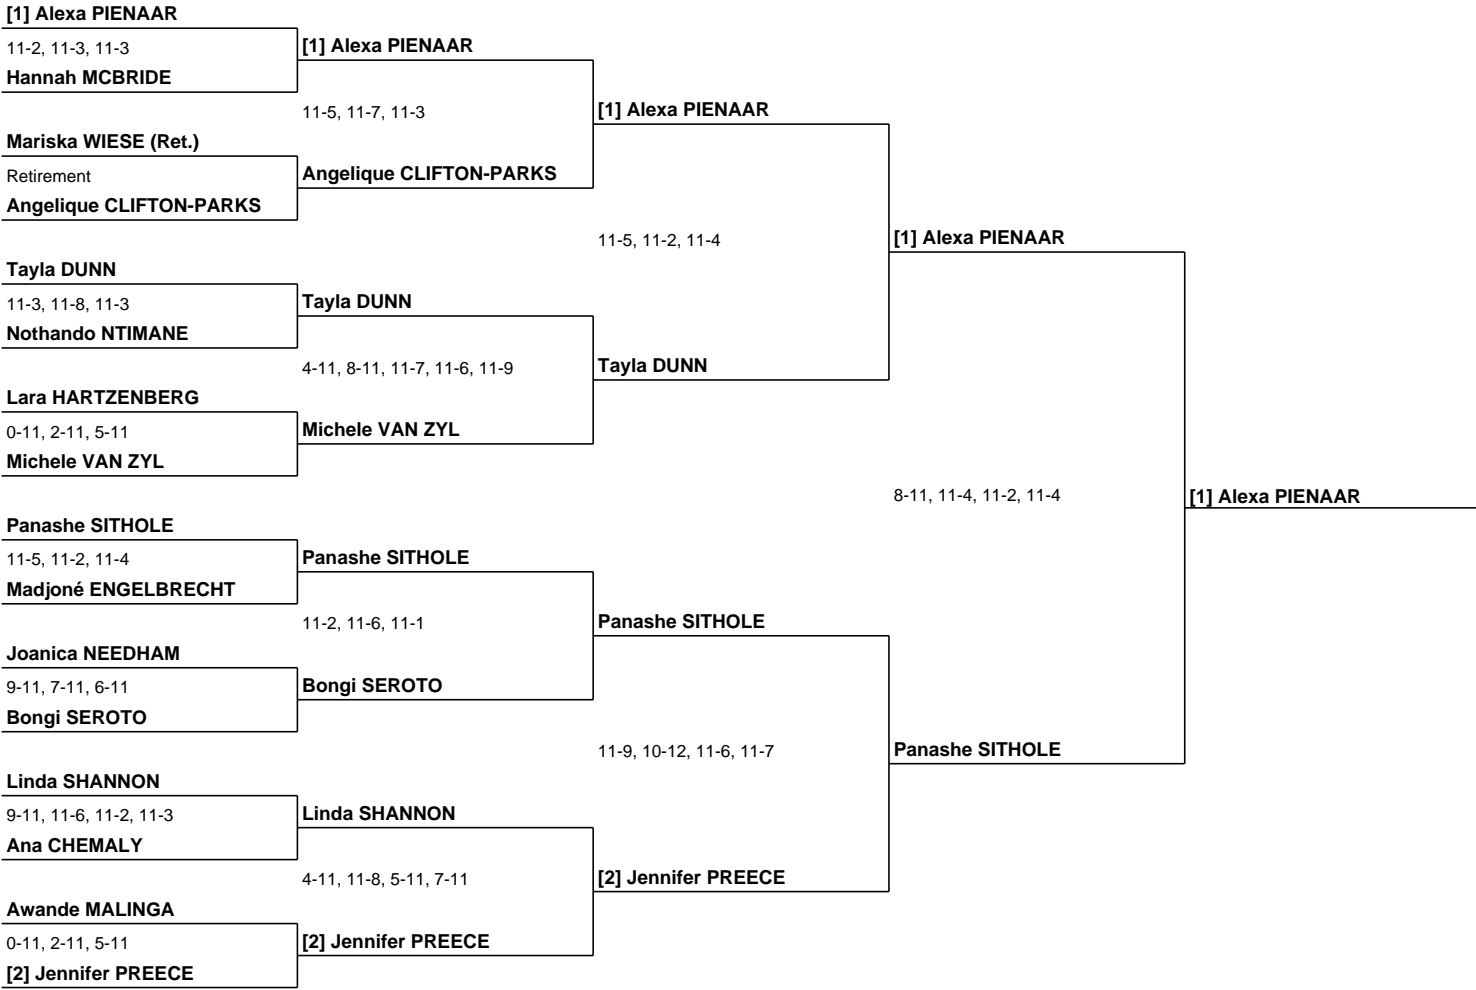 [1] Alexa PIENAAR
11-2, 11-3, 11-3
Hannah MCBRIDE
Mariska WIESE (Ret.)
Retirement
Angelique CLIFTON-PARKS
Tayla DUNN
11-3, 11-8, 11-3
Nothando NTIMANE
Lara HARTZENBERG
0-11, 2-11, 5-11
Michele VAN ZYL
Panashe SITHOLE
11-5, 11-2, 11-4
Madjoné ENGELBRECHT
Joanica NEEDHAM
9-11, 7-11, 6-11
Bongi SEROTO
Linda SHANNON
9-11, 11-6, 11-2, 11-3
Ana CHEMALY
Awande MALINGA
0-11, 2-11, 5-11
[2] Jennifer PREECE
[1] Alexa PIENAAR
11-5, 11-7, 11-3
Angelique CLIFTON-PARKS
Tayla DUNN
4-11, 8-11, 11-7, 11-6, 11-9
Michele VAN ZYL
Panashe SITHOLE
11-2, 11-6, 11-1
Bongi SEROTO
Linda SHANNON
4-11, 11-8, 5-11, 7-11
[2] Jennifer PREECE
[1] Alexa PIENAAR
11-5, 11-2, 11-4
Tayla DUNN
Panashe SITHOLE
11-9, 10-12, 11-6, 11-7
[2] Jennifer PREECE
[1] Alexa PIENAAR
8-11, 11-4, 11-2, 11-4
Panashe SITHOLE
[1] Alexa PIENAAR